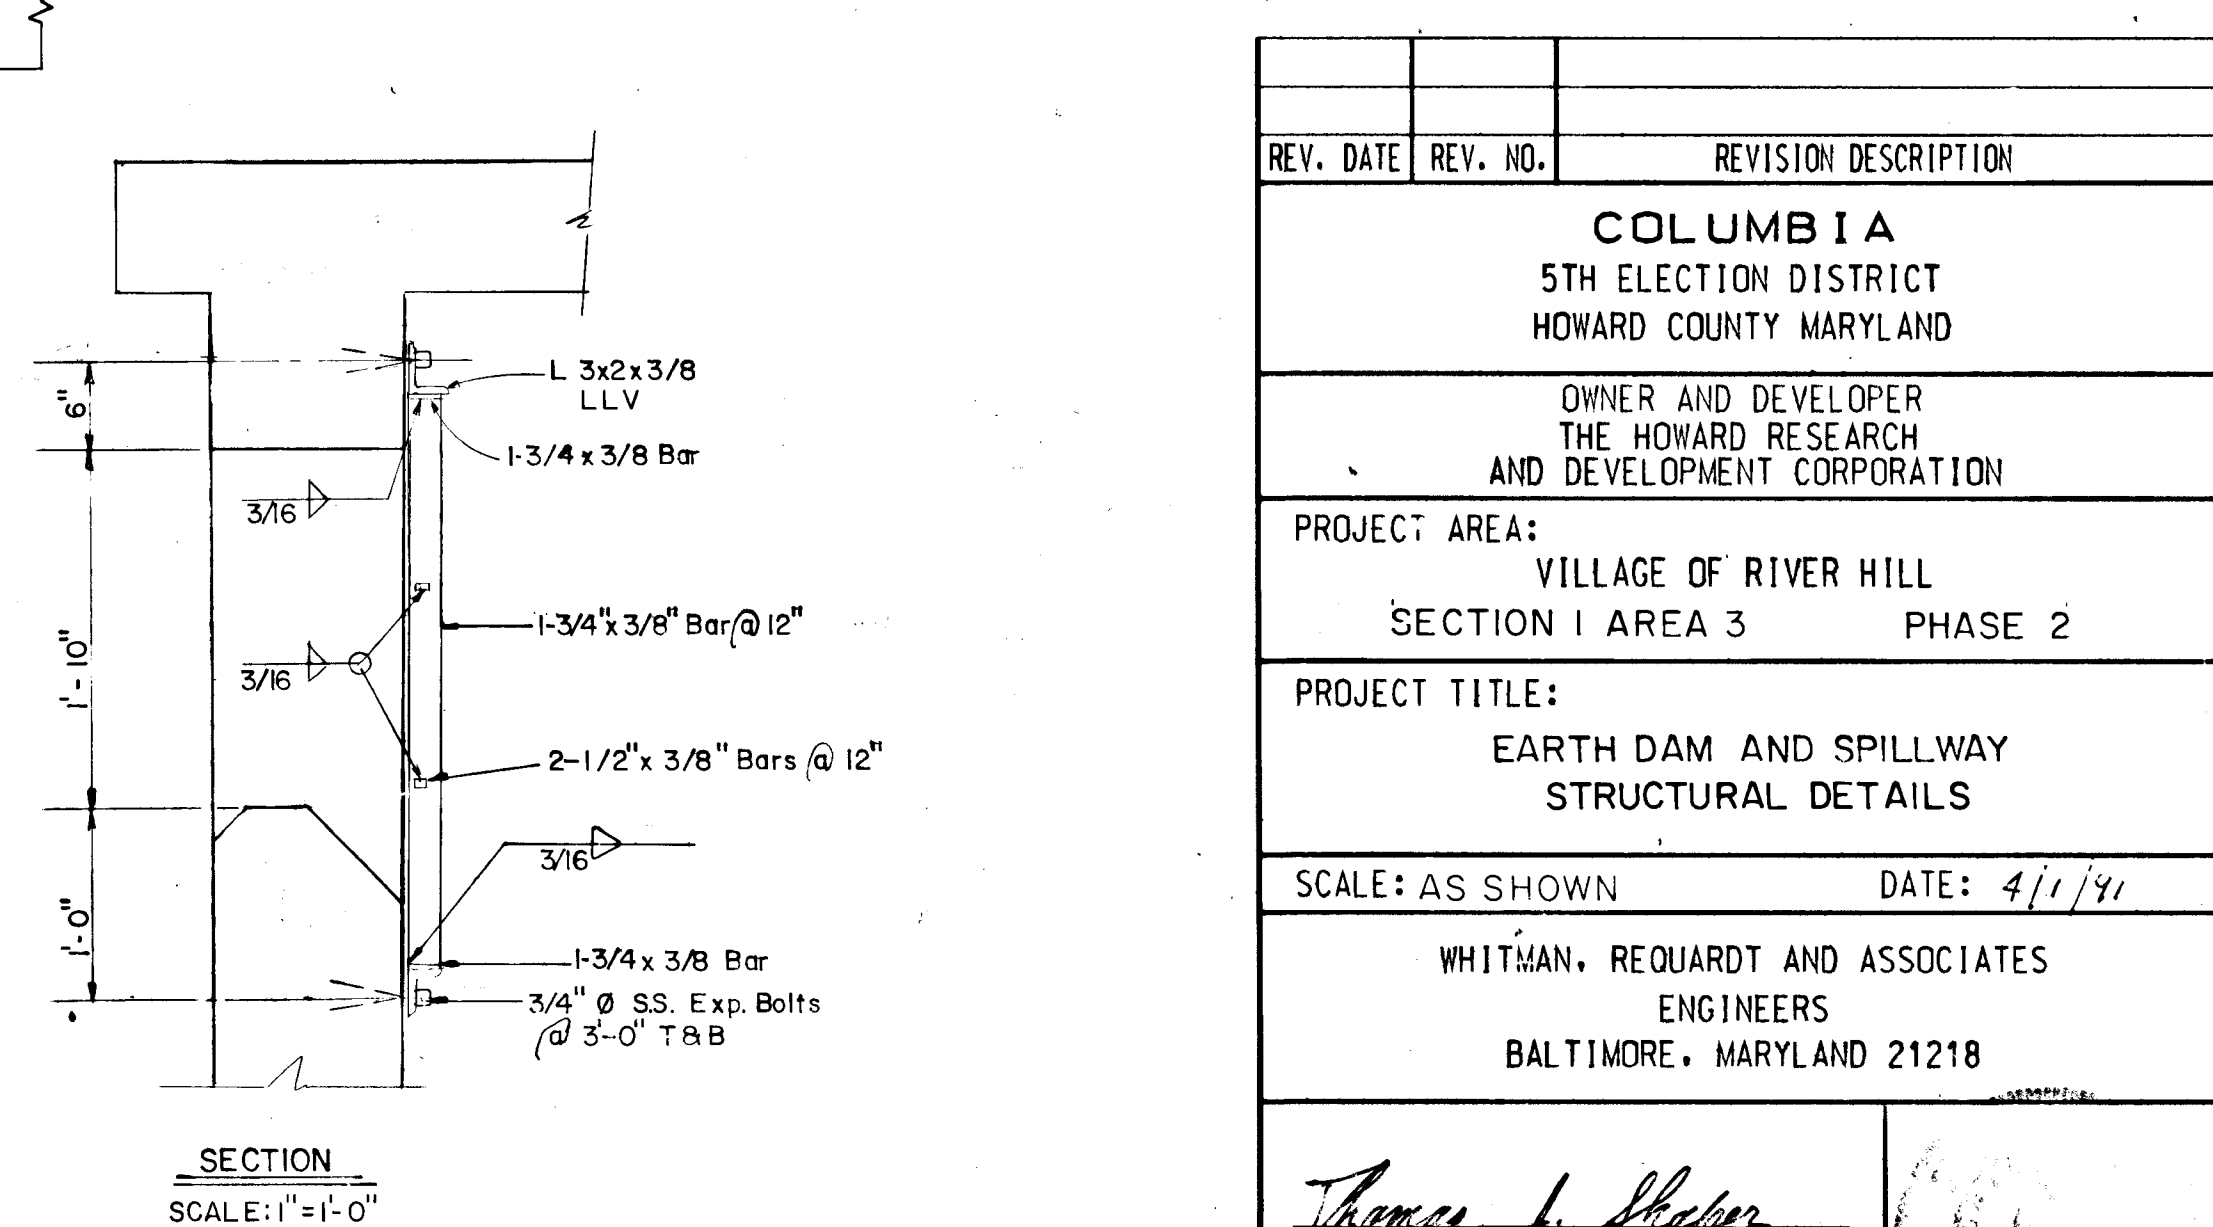 6"
1'-10"
1'-0"
L 3x2x3/8
LLV
1-3/4 x 3/8 Bar
3/16
1-3/4"x 3/8" Bar @ 12"
3/16
2-1/2"x 3/8" Bars @ 12"
3/16
1-3/4 x 3/8 Bar
3/4" Ø S.S. Exp. Bolts
@ 3'-0" T & B
SECTION
SCALE: 1" = 1'-0"
REV. DATE REV. NO. REVISION DESCRIPTION
COLUMBIA
5TH ELECTION DISTRICT
HOWARD COUNTY MARYLAND
OWNER AND DEVELOPER
THE HOWARD RESEARCH
AND DEVELOPMENT CORPORATION
PROJECT AREA:
VILLAGE OF RIVER HILL
SECTION 1 AREA 3 PHASE 2
PROJECT TITLE:
EARTH DAM AND SPILLWAY
STRUCTURAL DETAILS
SCALE: AS SHOWN DATE: 4/1/91
WHITMAN, REQUARDT AND ASSOCIATES
ENGINEERS
BALTIMORE, MARYLAND 21218
Thomas